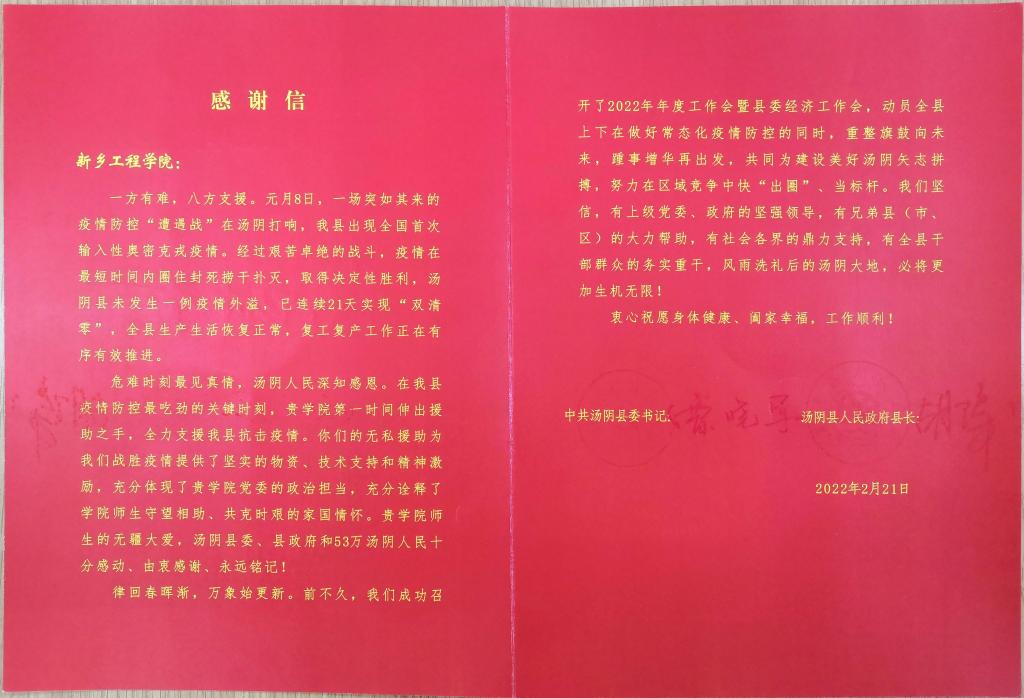 感谢信
新乡工程学院：
一方有难，八方支援。元月8日，一场突如其来的
疫情防控“遭遇战”在汤阴打响，我县出现全国首次
输入性奥密克戎疫情。经过艰苦卓绝的战斗，疫情在
最短时间内圈住封死捞干扑灭，取得决定性胜利，汤
阴县未发生一例疫情外溢，已连续21天实现“双清
零”，全县生产生活恢复正常，复工复产工作正在有
序有效推进。
危难时刻最见真情，汤阴人民深知感恩。在我县
疫情防控最吃劲的关键时刻，贵学院第一时间伸出援
助之手，全力支援我县抗击疫情。你们的无私援助为
我们战胜疫情提供了坚实的物资、技术支持和精神激
励，充分体现了贵学院党委的政治担当，充分诠释了
学院师生守望相助、共克时艰的家国情怀。贵学院师
生的无疆大爱，汤阴县委、县政府和53万汤阴人民十
分感动、由衷感谢、永远铭记！
律回春晖渐，万象始更新。前不久，我们成功召
开了2022年年度工作会暨县委经济工作会，动员全县
上下在做好常态化疫情防控的同时，重整旗鼓向未
来，踵事增华再出发，共同为建设美好汤阴矢志拼
搏，努力在区域竞争中快“出圈”、当标杆。我们坚
信，有上级党委、政府的坚强领导，有兄弟县（市、
区）的大力帮助，有社会各界的鼎力支持，有全县干
部群众的务实重干，风雨洗礼后的汤阴大地，必将更
加生机无限！
衷心祝愿身体健康、阖家幸福，工作顺利！
中共汤阴县委书记：
汤阴县人民政府县长：
2022年2月21日